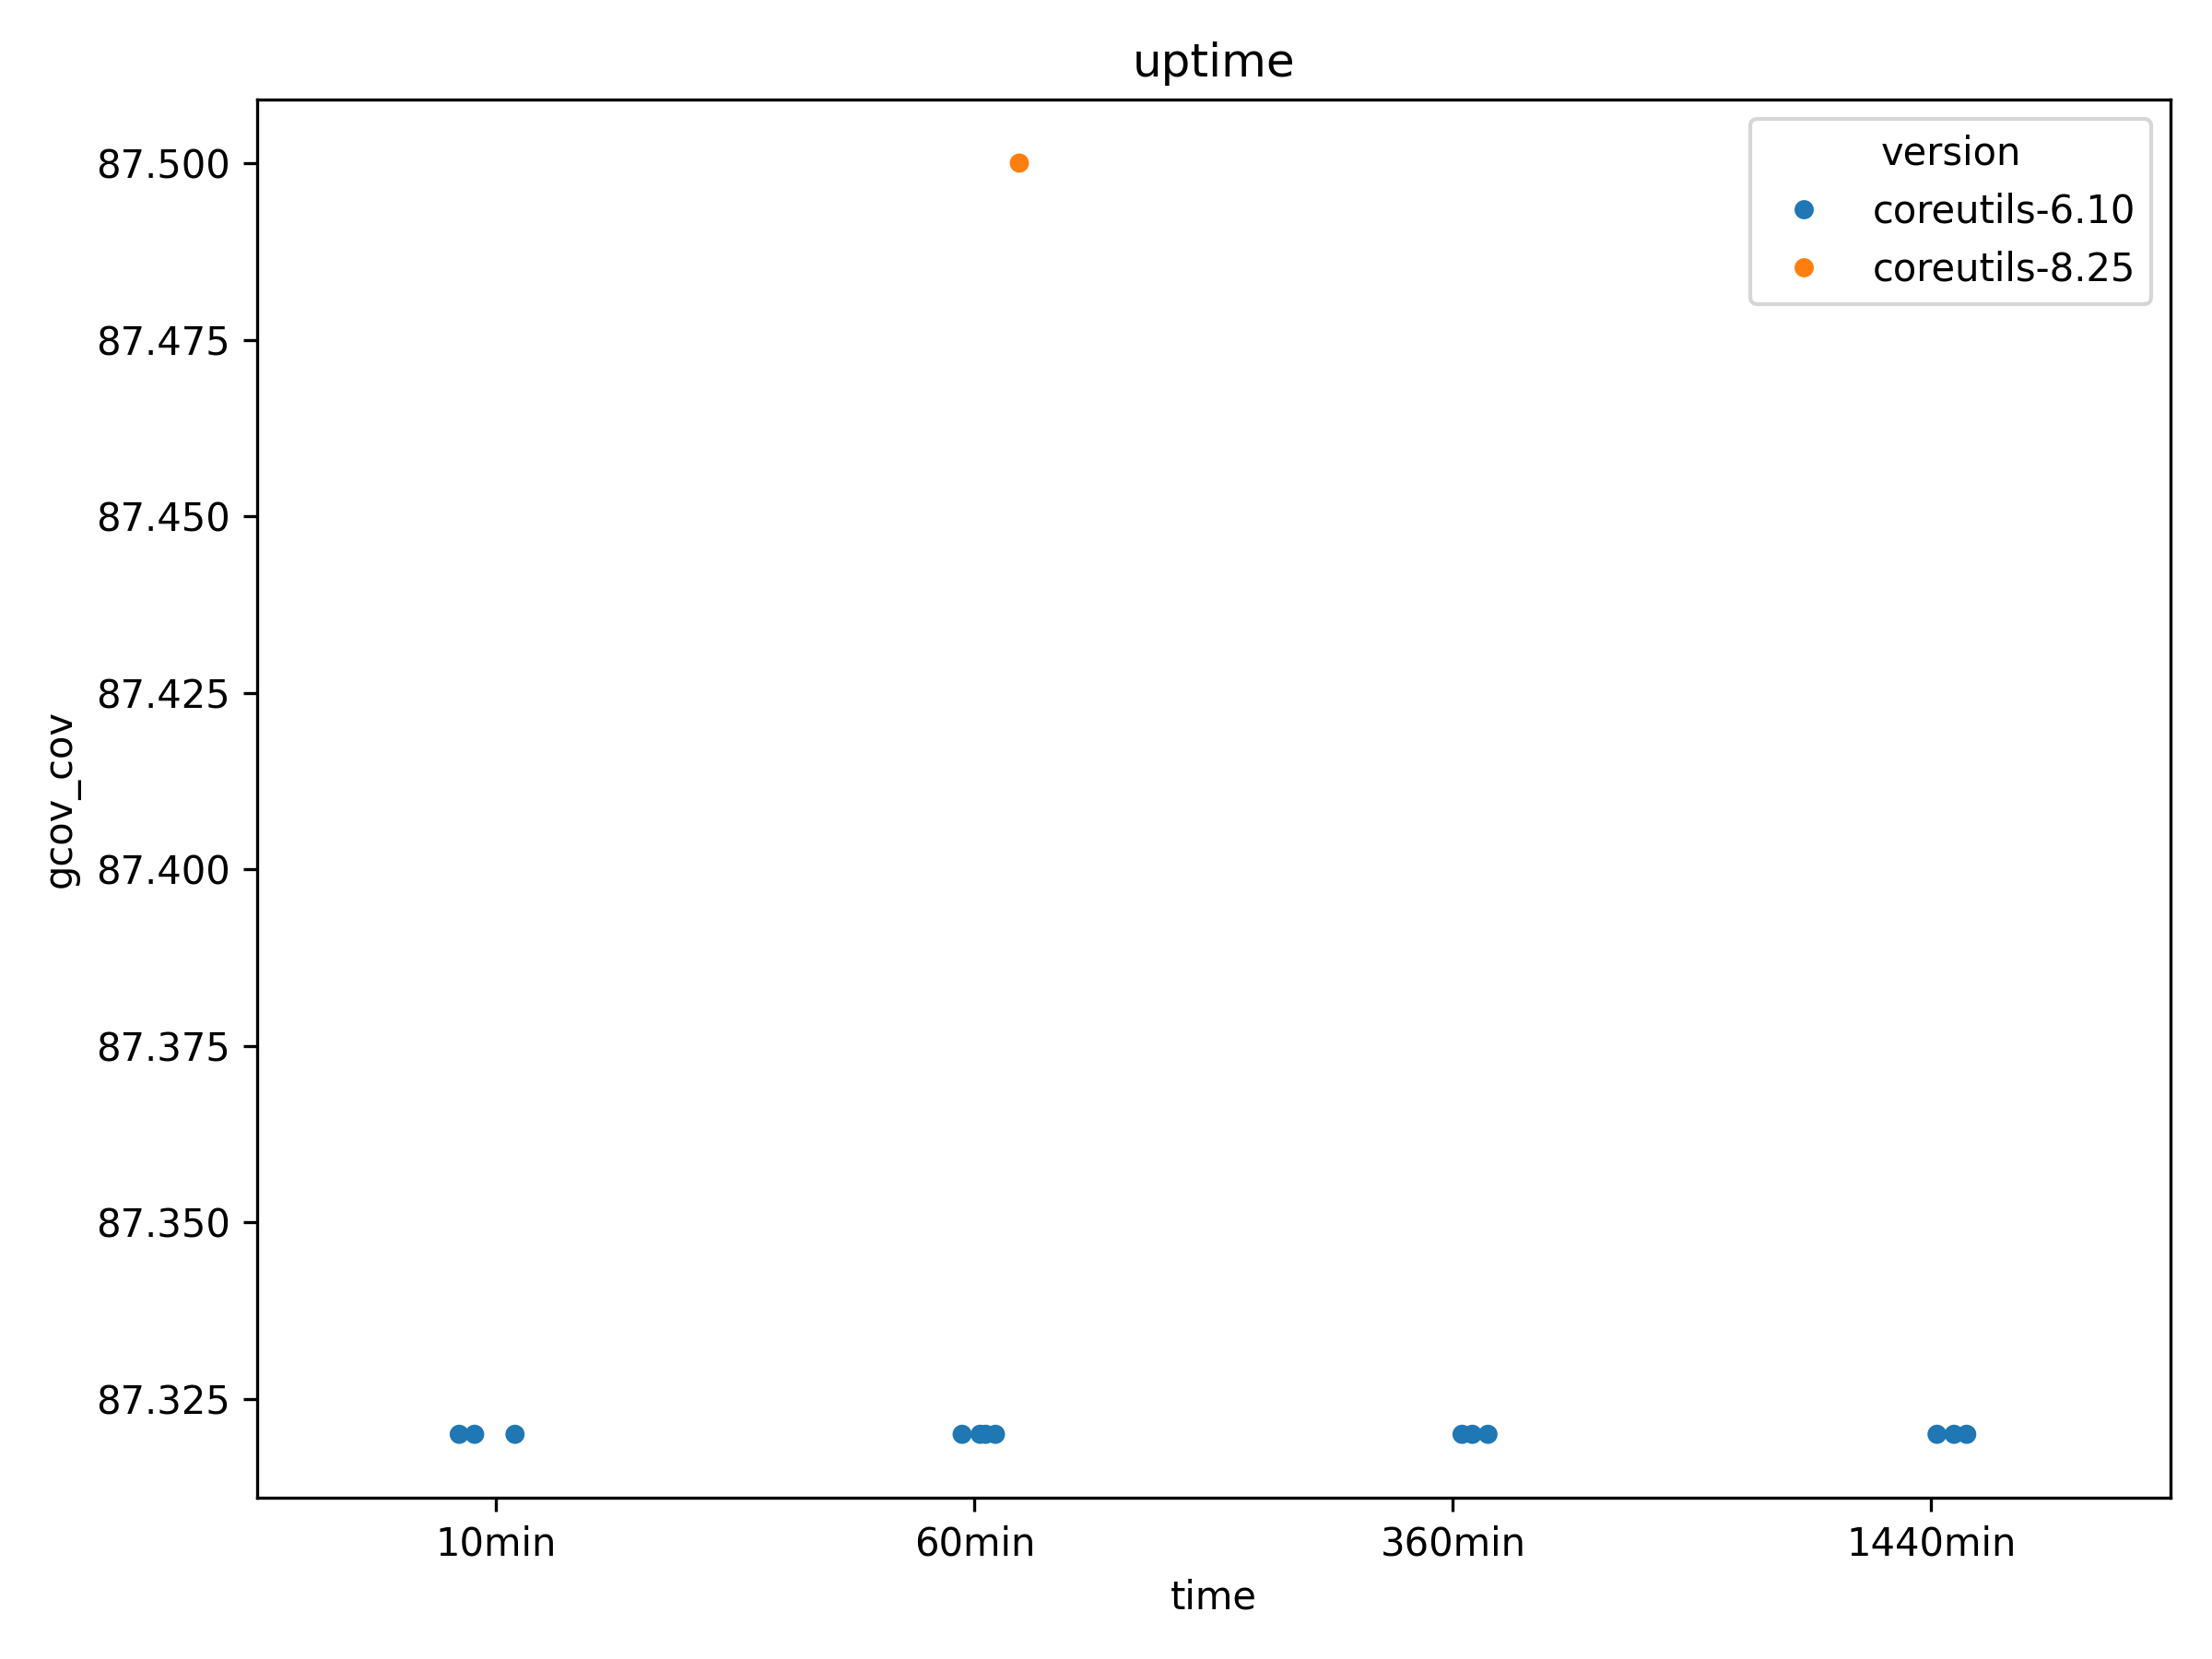 uptime
version
coreutils-6.10
coreutils-8.25
87.500
87.475
87.450
87.425
87.400
87.375
87.350
87.325
gcov_cov
10min
60min
360min
1440min
time